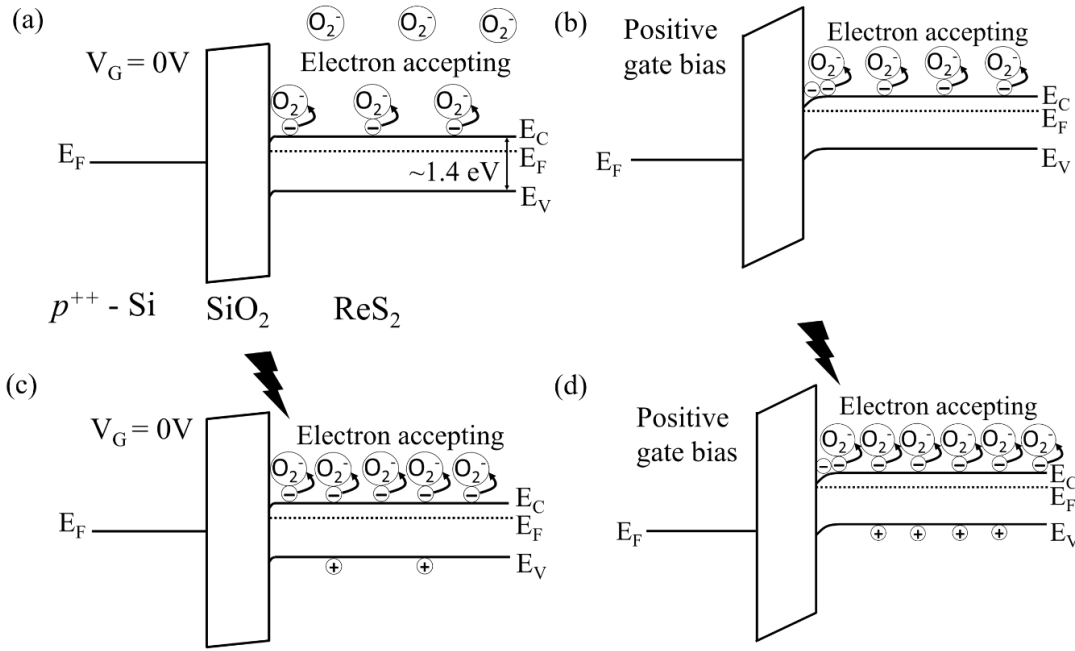 (a)
O₂⁻ O₂⁻ O₂⁻
V_G = 0V
Electron accepting
O₂⁻ O₂⁻ O₂⁻
− − −
E_C
E_F
E_F
~1.4 eV
E_V
p⁺⁺ - Si SiO₂ ReS₂
(b)
Positive
gate bias
Electron accepting
O₂⁻ O₂⁻ O₂⁻ O₂⁻
− − − − −
E_C
E_F
E_V
E_F
(c)
V_G = 0V
Electron accepting
O₂⁻ O₂⁻ O₂⁻ O₂⁻ O₂⁻
− − − − −
E_C
E_F
E_F
E_V
+ +
(d)
Positive
gate bias
Electron accepting
O₂⁻ O₂⁻ O₂⁻ O₂⁻ O₂⁻ O₂⁻
− − − − − − −
E_C
E_F
E_F
E_V
+ + + +